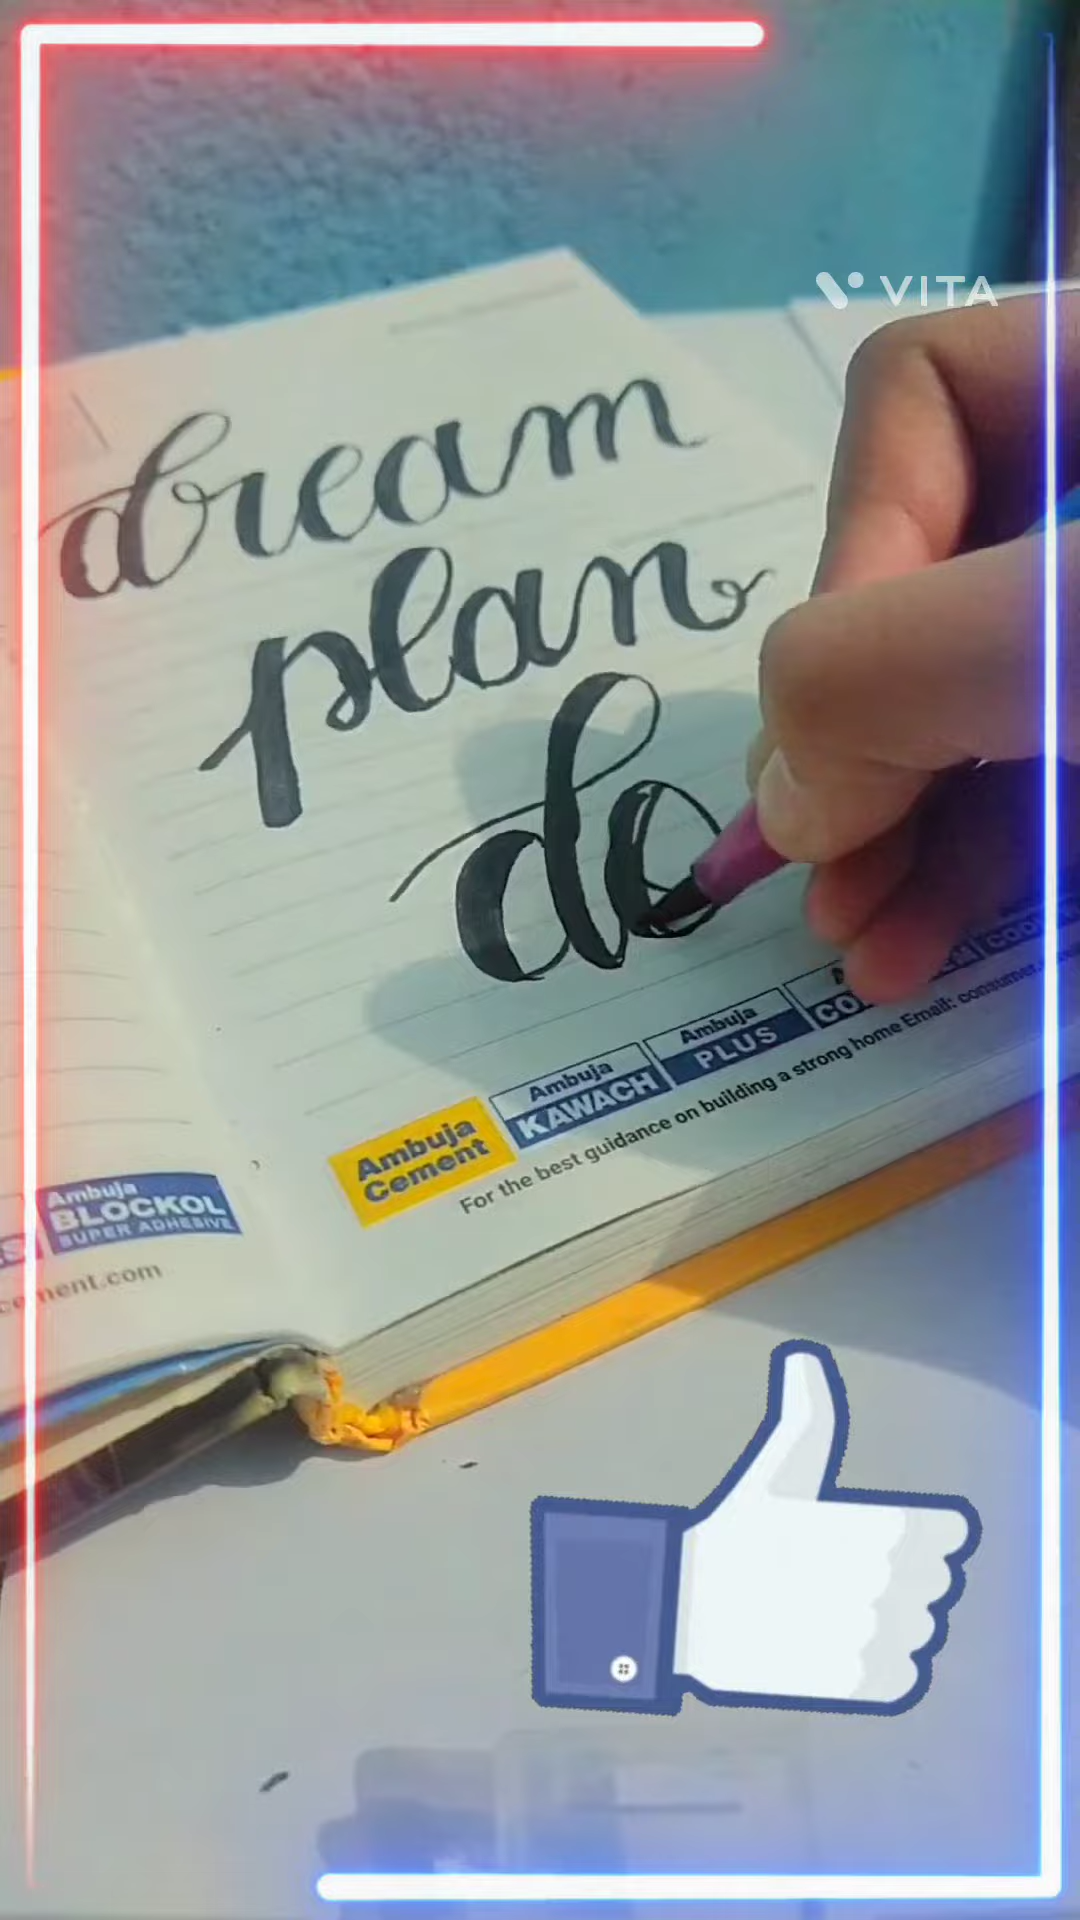 VITA
dream
plan
do
Ambuja
Cement
Ambuja
KAWACH
Ambuja
PLUS
For the best guidance on building a strong home Email:
Ambuja
BLOCKOL
SUPER ADHESIVE